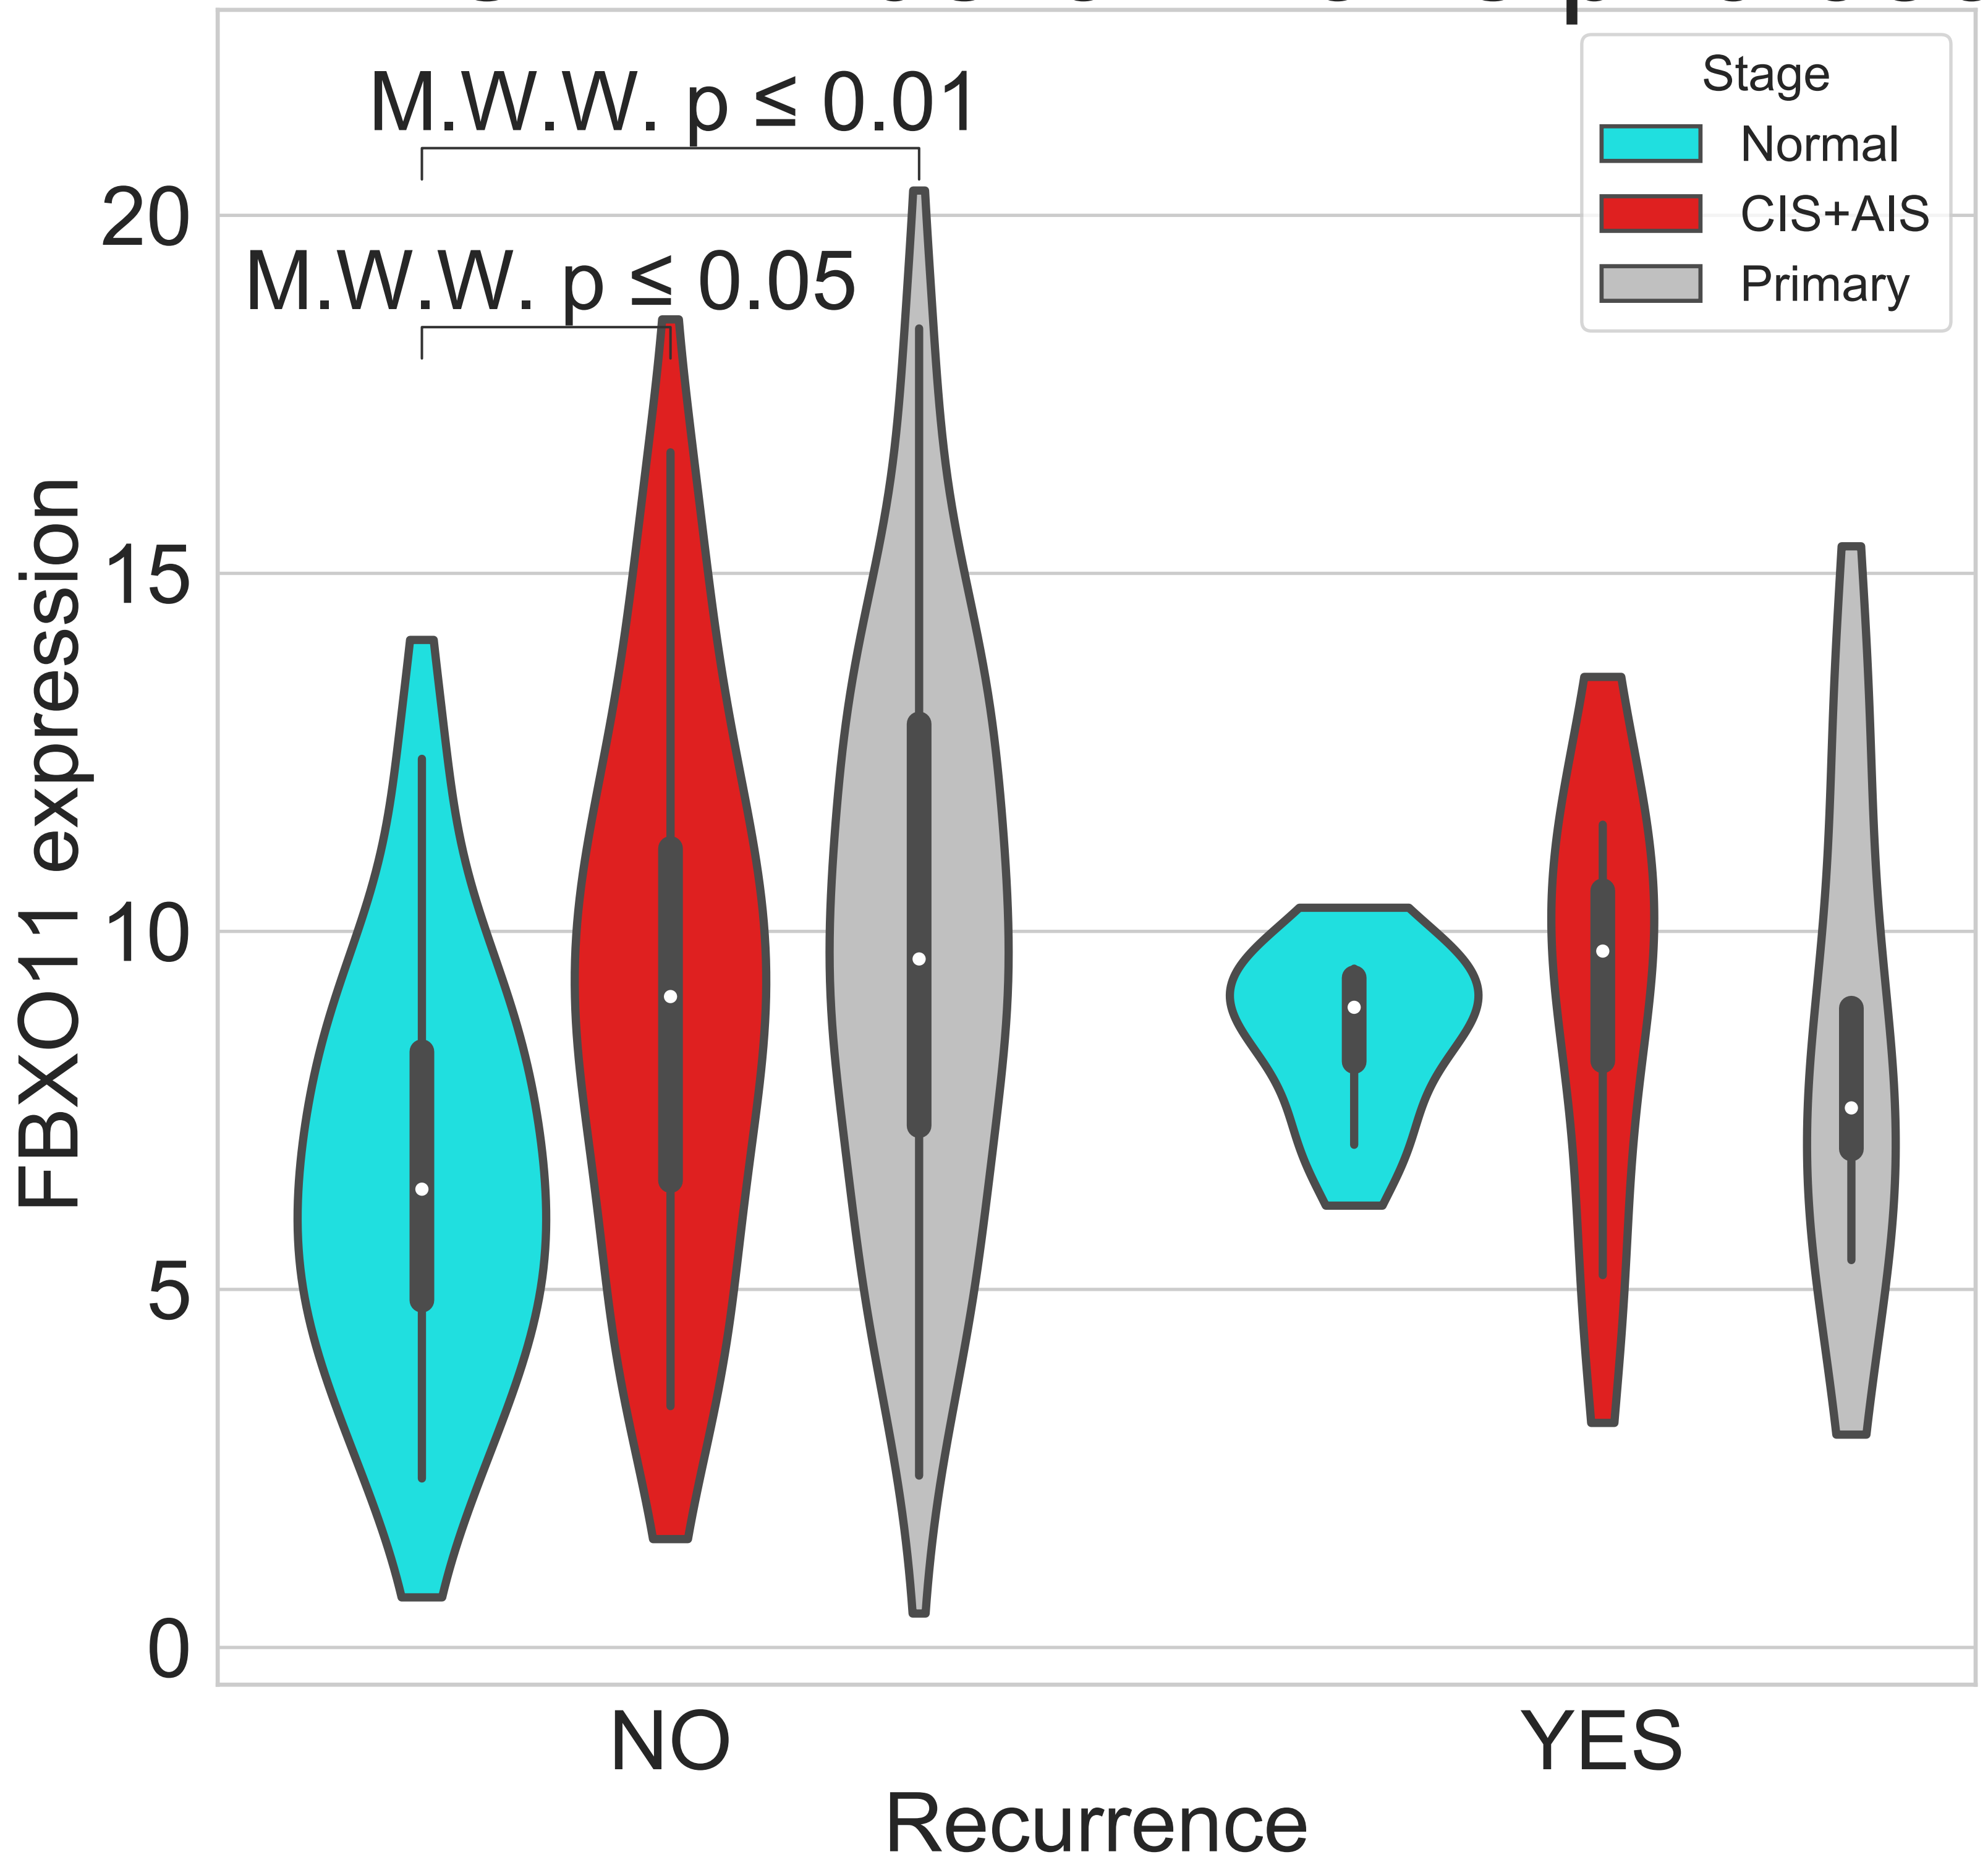 M.W.W. p ≤ 0.01
M.W.W. p ≤ 0.05
Stage
Normal
CIS+AIS
Primary
FBXO11 expression
20
15
10
5
0
NO
YES
Recurrence